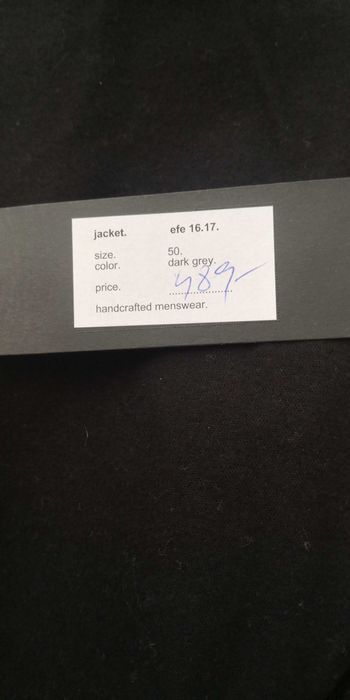 jacket. efe 16.17.
size. 50.
color. dark grey.
price. 489,-
handcrafted menswear.